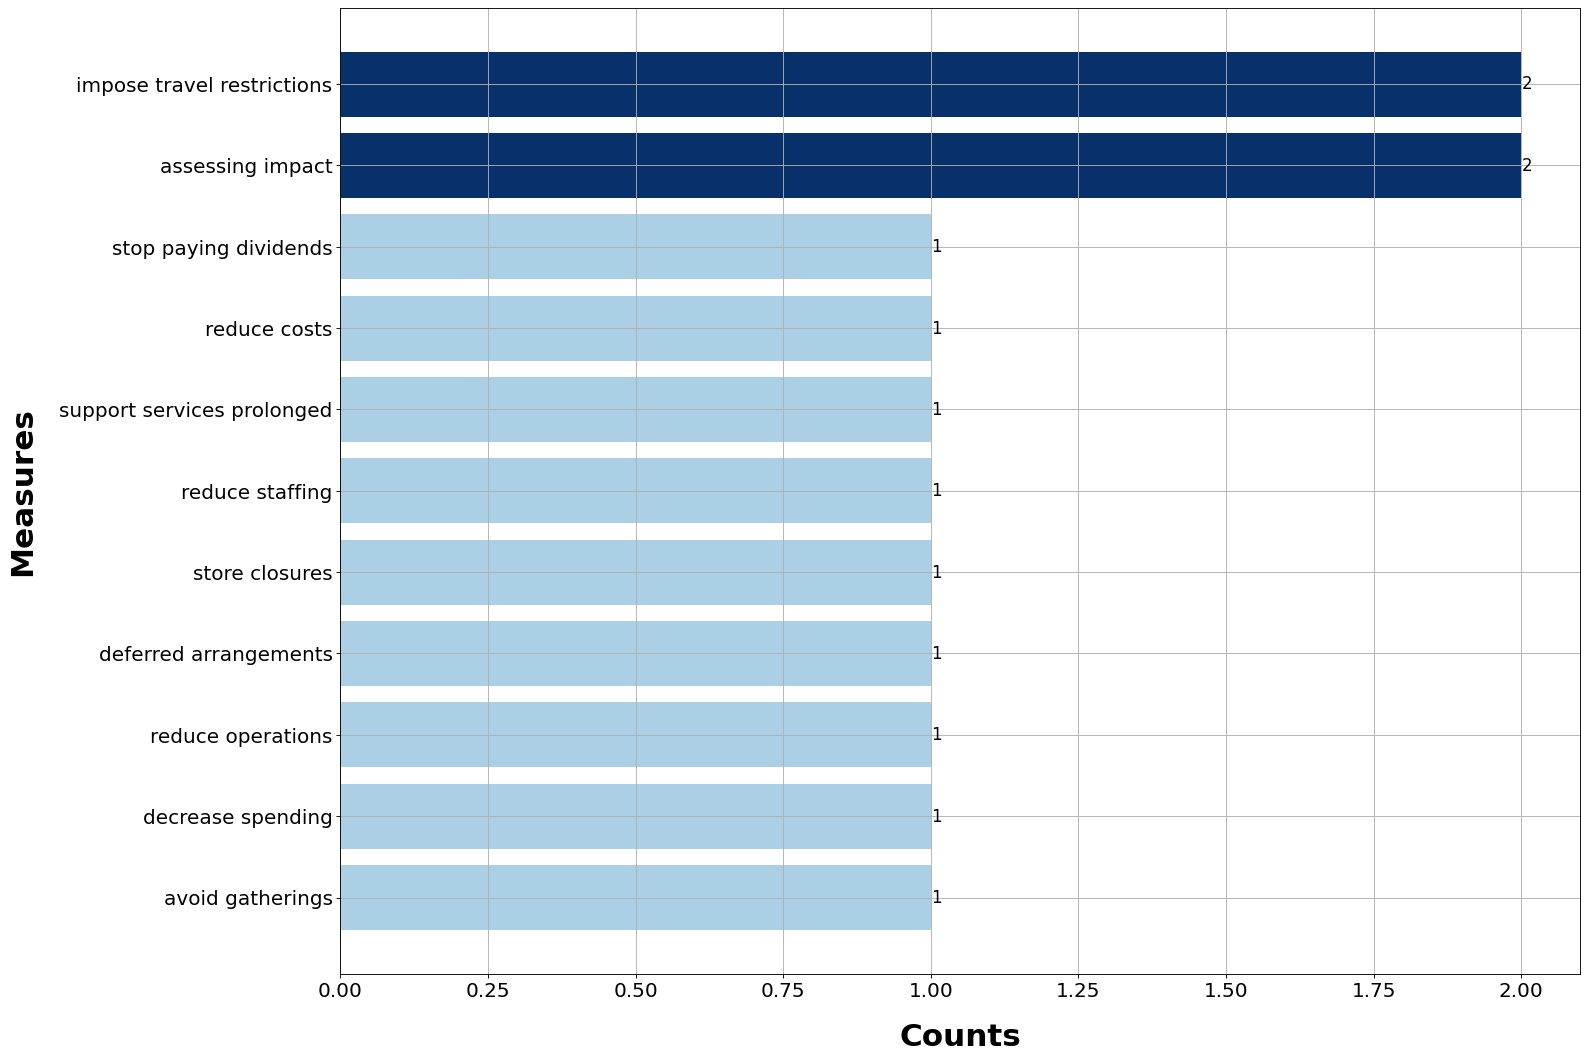 impose travel restrictions 2
assessing impact 2
stop paying dividends 1
reduce costs 1
support services prolonged 1
reduce staffing 1
store closures 1
deferred arrangements 1
reduce operations 1
decrease spending 1
avoid gatherings 1
Measures
0.00 0.25 0.50 0.75 1.00 1.25 1.50 1.75 2.00
Counts